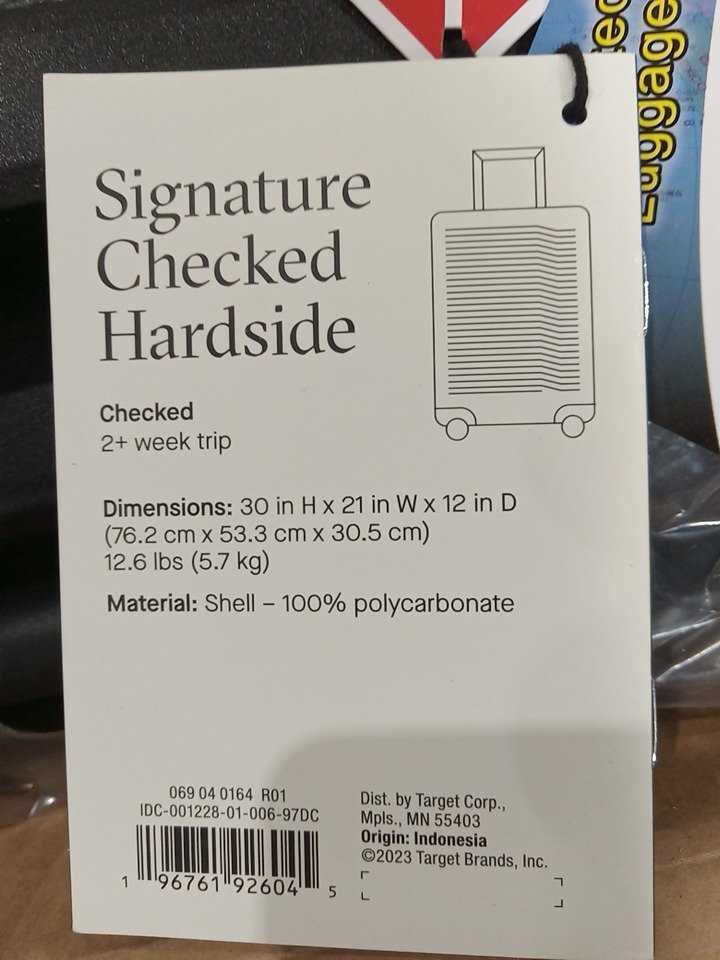 Signature
Checked
Hardside
Checked
2+ week trip
Dimensions: 30 in H x 21 in W x 12 in D
(76.2 cm x 53.3 cm x 30.5 cm)
12.6 lbs (5.7 kg)
Material: Shell – 100% polycarbonate
069 04 0164 R01
IDC-001228-01-006-97DC
1 96761 92604 5
Dist. by Target Corp.,
Mpls., MN 55403
Origin: Indonesia
©2023 Target Brands, Inc.
Luggage